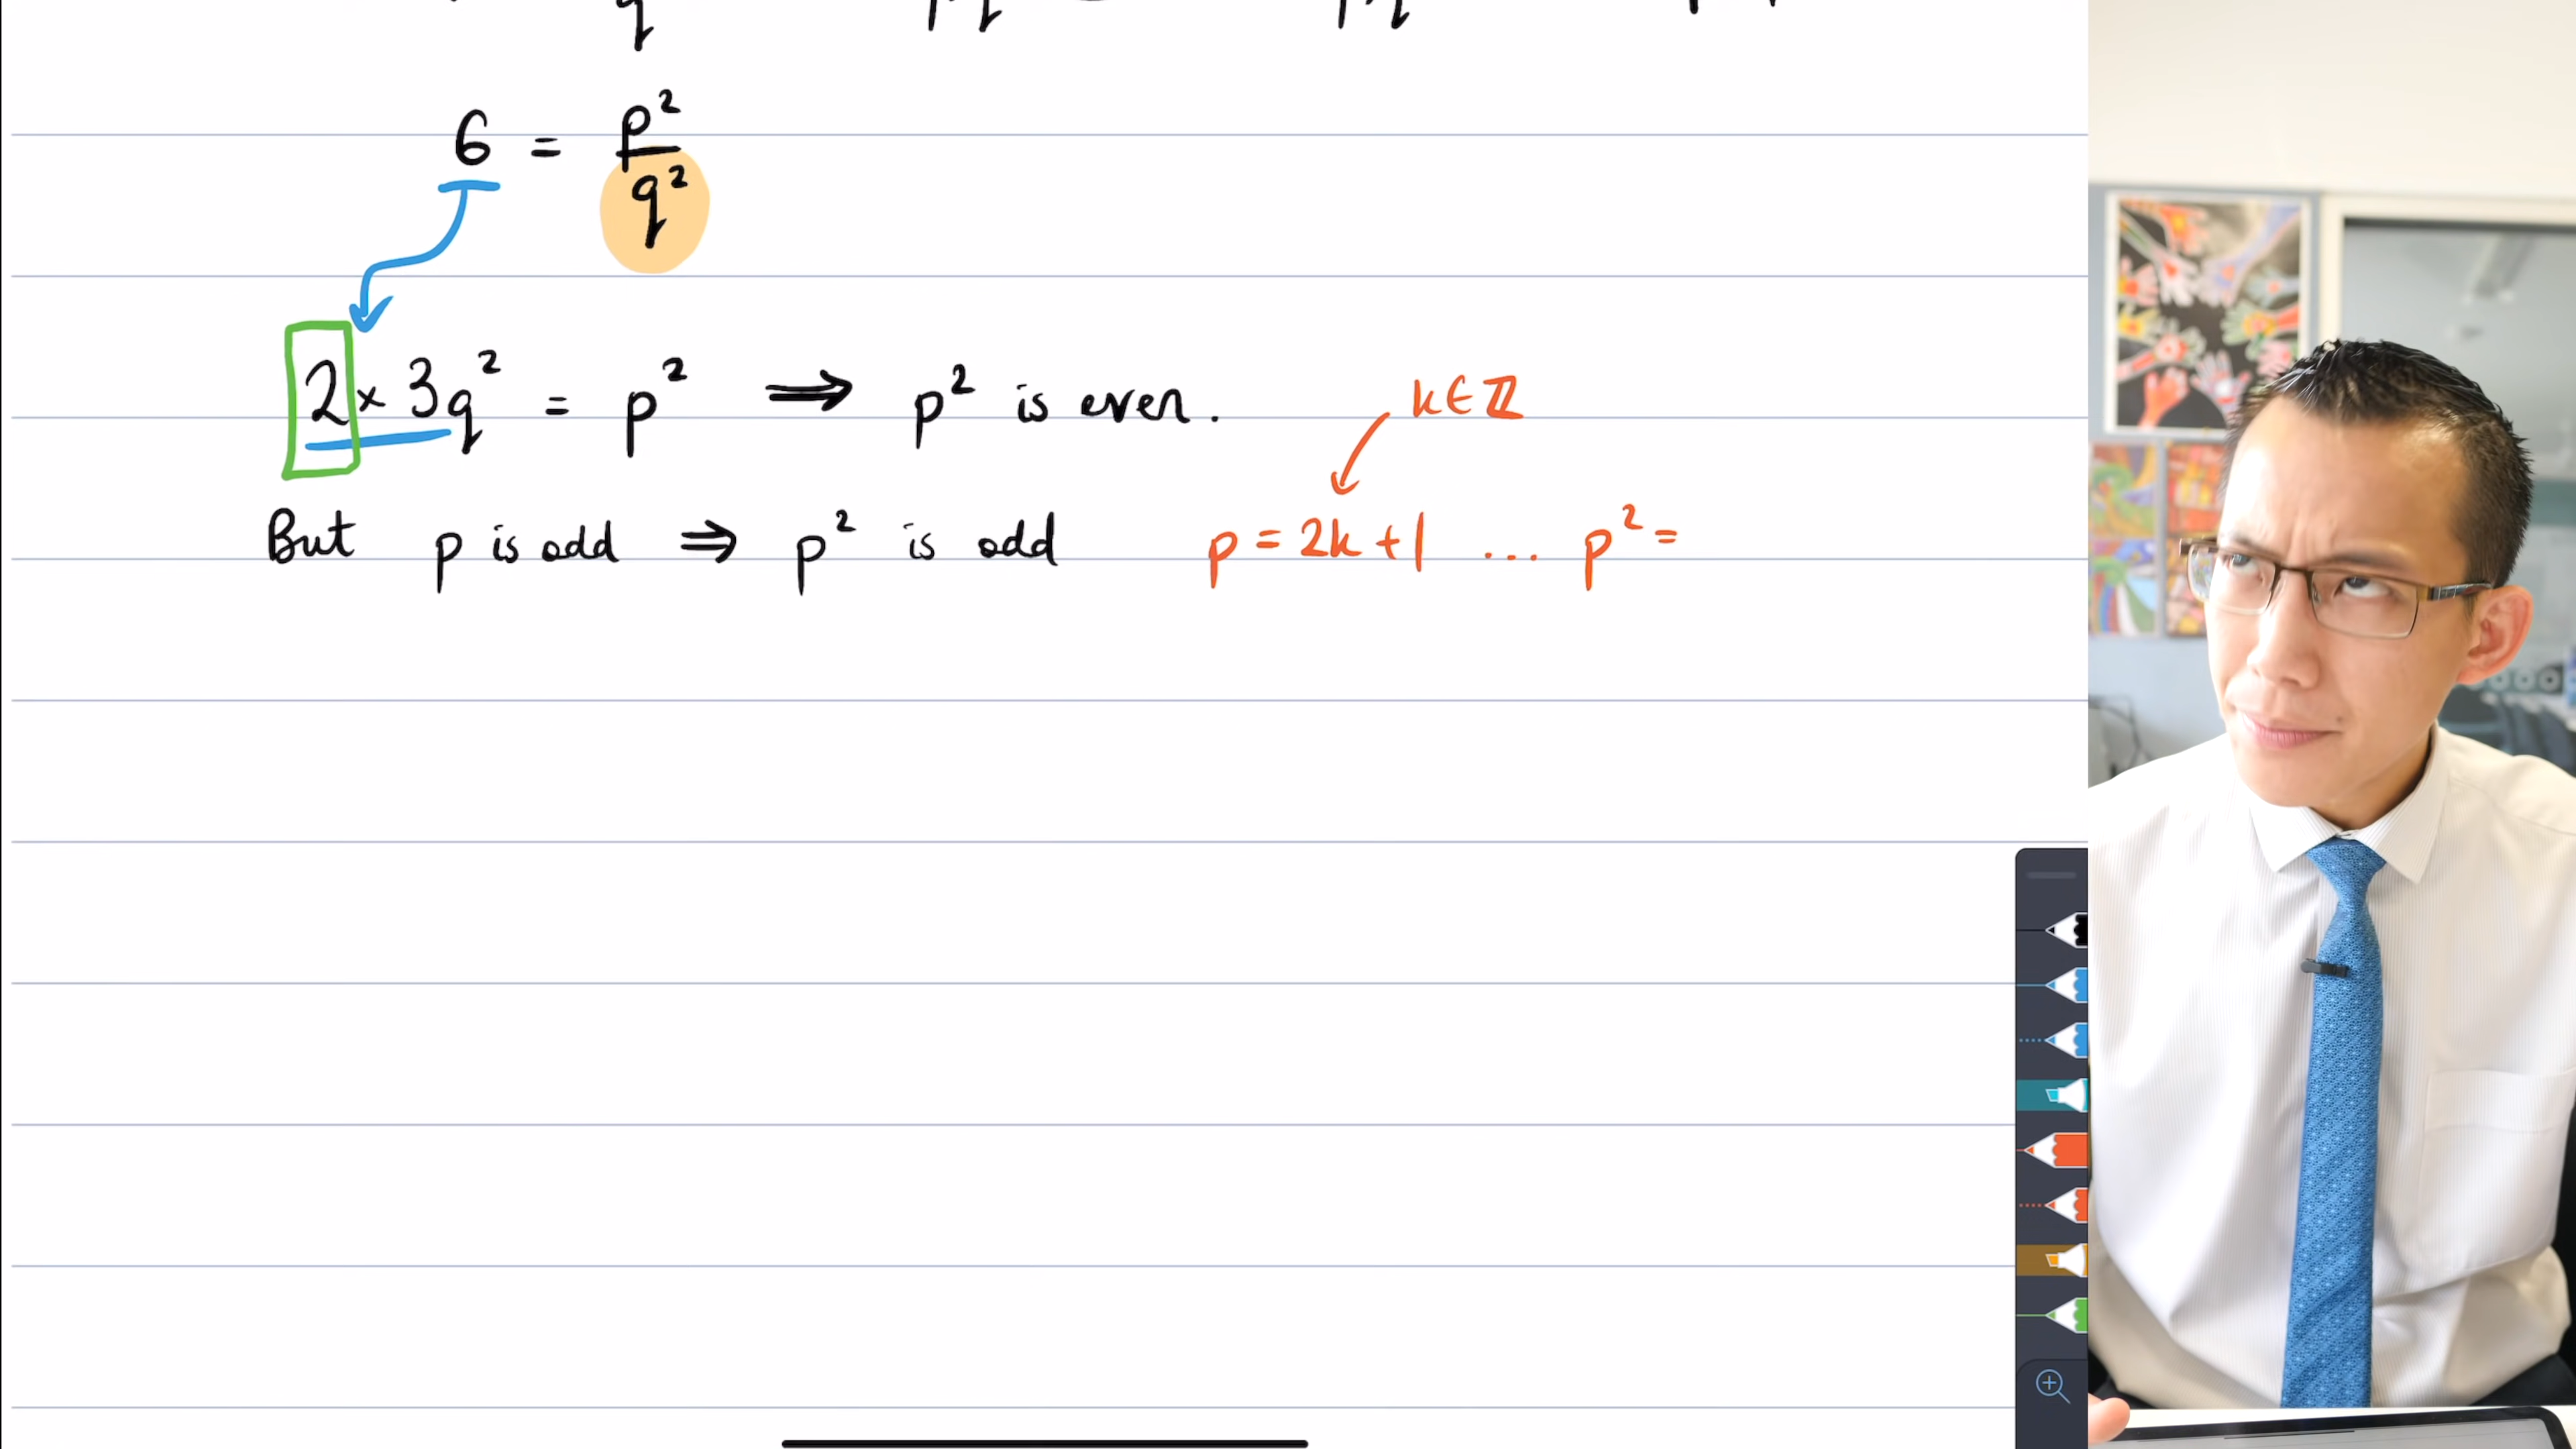 6 = p²/q²
2 × 3q² = p² ⟹ p² is even.
k ∈ ℤ
But p is odd ⇒ p² is odd p = 2k + 1 ... p² =